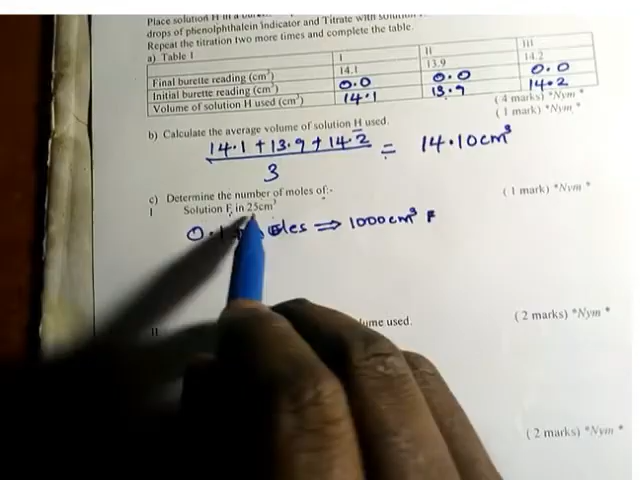 Place solution H in a
drops of phenolphthalein indicator and Titrate with solution
Repeat the titration two more times and complete the table.
a) Table 1
I II III
Final burette reading (cm³) 14.1 13.9 14.2
Initial burette reading (cm³) 0.0 0.0 0.0
Volume of solution H used (cm³) 14.1 13.9 14.2
( 4 marks) *Nym *
( 1 mark) *Nym *
b) Calculate the average volume of solution H used.
14.1 + 13.9 + 14.2
3
= 14.10cm³
c) Determine the number of moles of:-
( 1 mark) *Nym *
I Solution F in 25cm³
moles ⇒ 1000cm³ F
II
used.
( 2 marks) *Nym *
( 2 marks) *Nym *